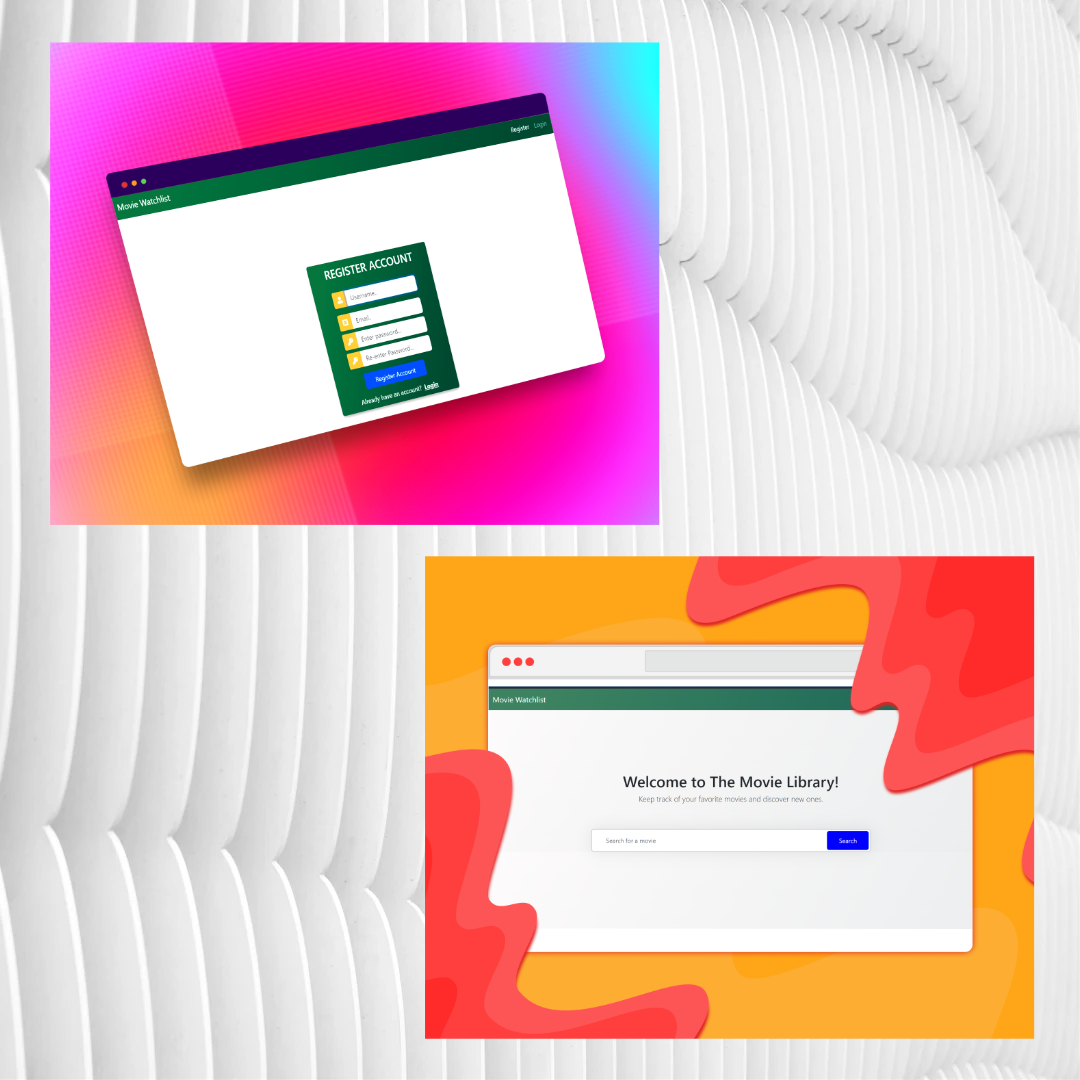 Register Login
Movie Watchlist
REGISTER ACCOUNT
Username..
Email..
Enter password...
Re-enter Password...
Register Account
Already have an account? Login
Movie Watchlist
Welcome to The Movie Library!
Keep track of your favorite movies and discover new ones.
Search for a movie
Search